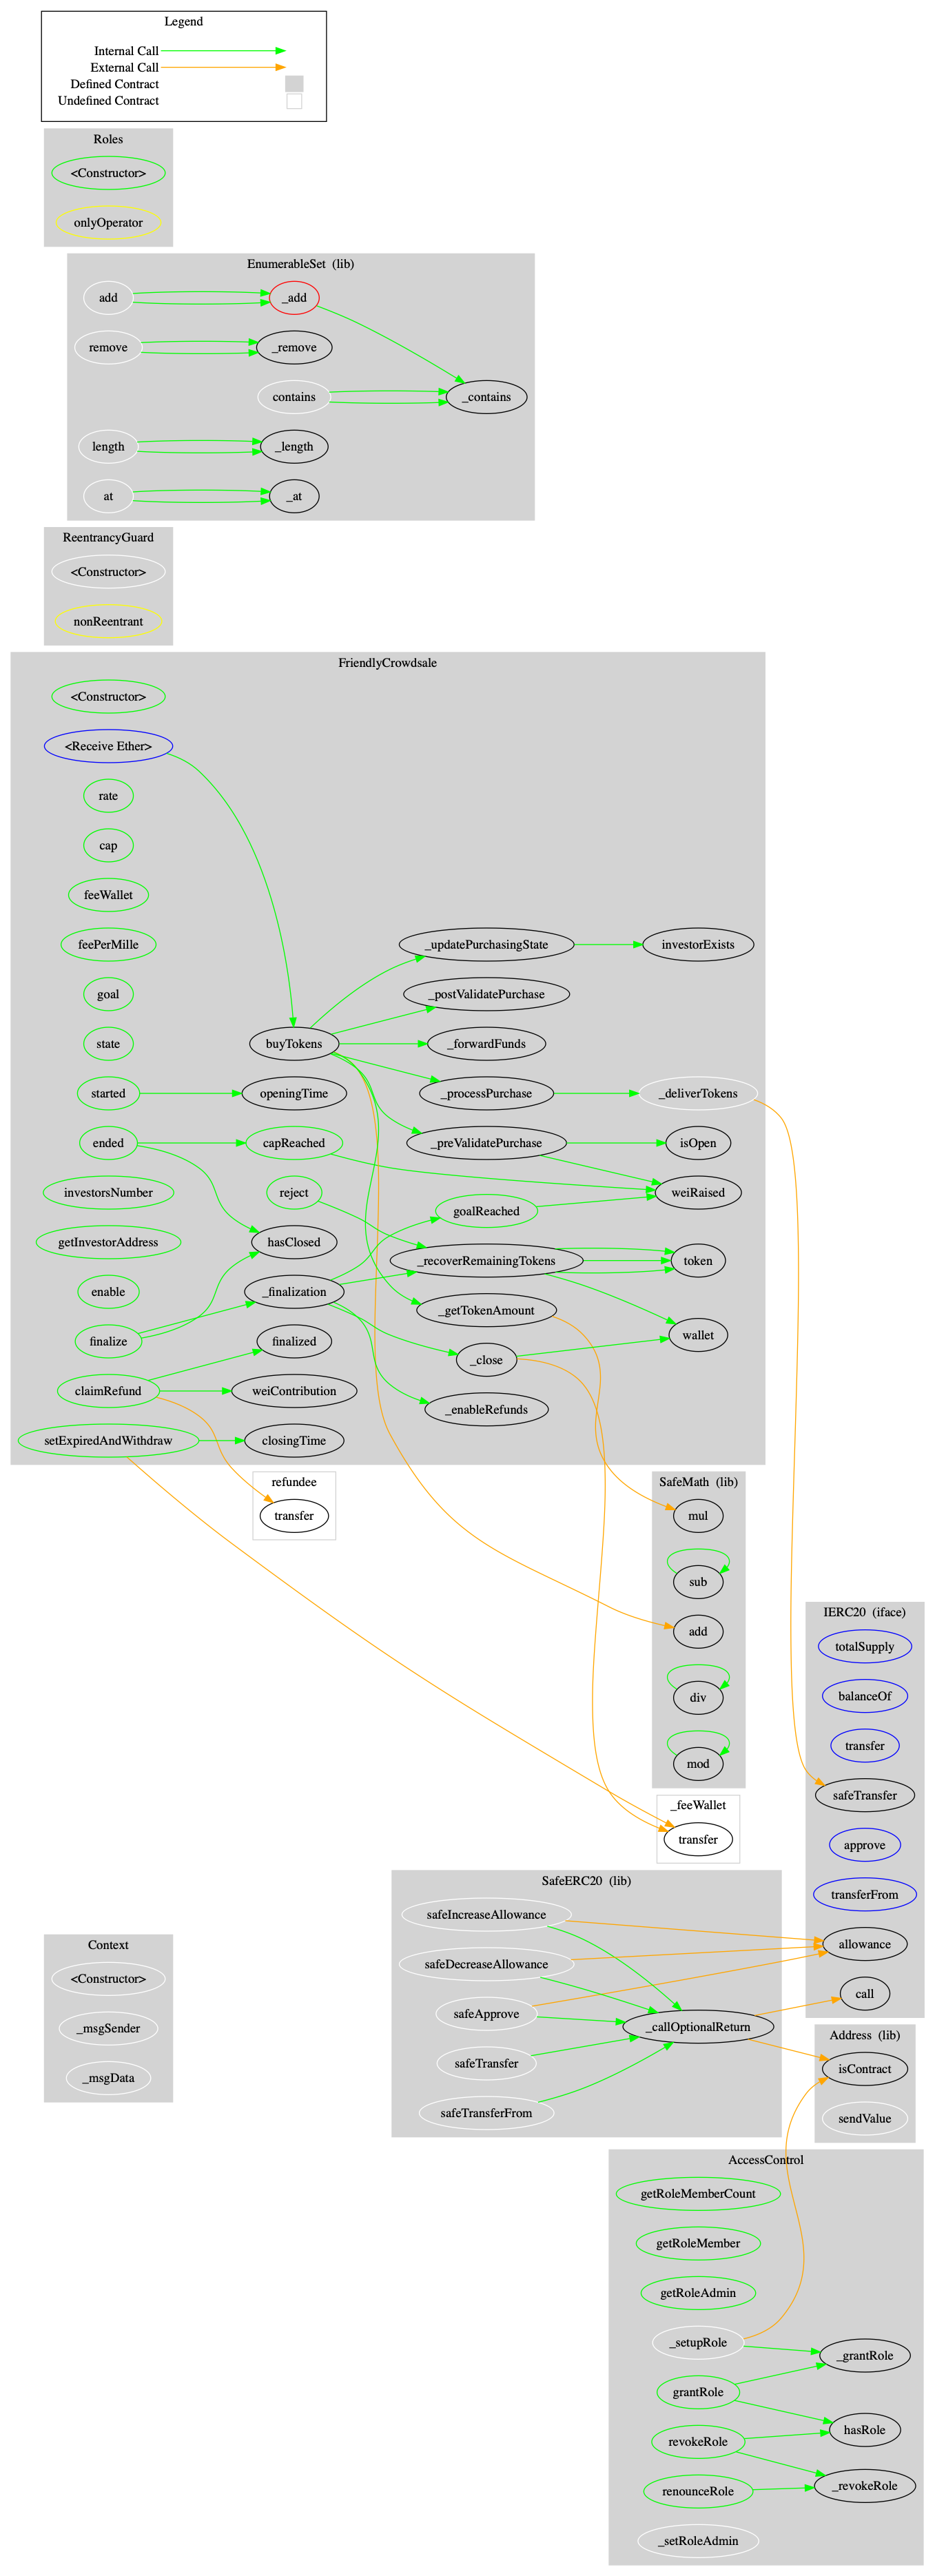 Legend
Internal Call
External Call
Defined Contract
Undefined Contract
Roles
<Constructor>
onlyOperator
EnumerableSet (lib)
add
_add
remove
_remove
contains
_contains
length
_length
at
_at
ReentrancyGuard
<Constructor>
nonReentrant
FriendlyCrowdsale
<Constructor>
<Receive Ether>
rate
cap
feeWallet
feePerMille
goal
state
started
ended
investorsNumber
getInvestorAddress
enable
finalize
claimRefund
setExpiredAndWithdraw
buyTokens
openingTime
capReached
reject
hasClosed
_finalization
finalized
weiContribution
closingTime
_updatePurchasingState
_postValidatePurchase
_forwardFunds
_processPurchase
_preValidatePurchase
goalReached
_recoverRemainingTokens
_getTokenAmount
_close
_enableRefunds
investorExists
_deliverTokens
isOpen
weiRaised
token
wallet
refundee
transfer
SafeMath (lib)
mul
sub
add
div
mod
_feeWallet
transfer
IERC20 (iface)
totalSupply
balanceOf
transfer
safeTransfer
approve
transferFrom
allowance
call
SafeERC20 (lib)
safeIncreaseAllowance
safeDecreaseAllowance
safeApprove
safeTransfer
safeTransferFrom
_callOptionalReturn
Context
<Constructor>
_msgSender
_msgData
Address (lib)
isContract
sendValue
AccessControl
getRoleMemberCount
getRoleMember
getRoleAdmin
_setupRole
grantRole
revokeRole
renounceRole
_setRoleAdmin
_grantRole
hasRole
_revokeRole